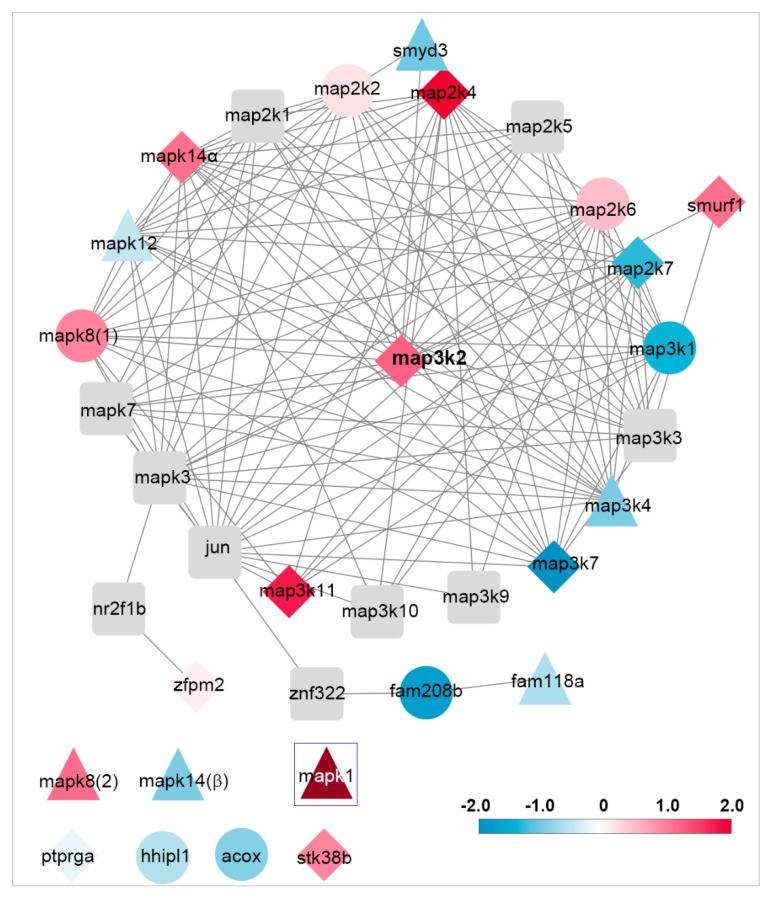 smyd3
map2k2
map2k4
map2k1
map2k5
mapk14α
map2k6
smurf1
mapk12
map2k7
mapk8(1)
map3k2
map3k1
mapk7
map3k3
mapk3
map3k4
jun
map3k7
map3k11
map3k10
map3k9
nr2f1b
zfpm2
znf322
fam208b
fam118a
mapk8(2)
mapk14(β)
mapk1
-2.0 -1.0 0 1.0 2.0
ptprga
hhipl1
acox
stk38b